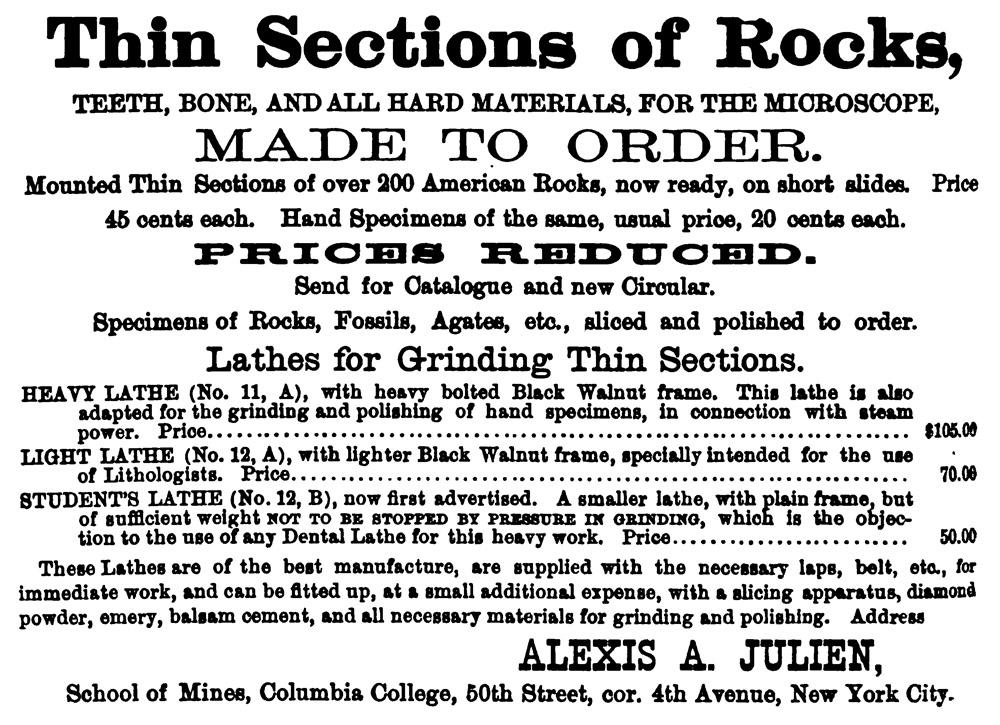 Thin Sections of Rocks,
TEETH, BONE, AND ALL HARD MATERIALS, FOR THE MICROSCOPE,
MADE TO ORDER.
Mounted Thin Sections of over 200 American Rocks, now ready, on short slides. Price
45 cents each. Hand Specimens of the same, usual price, 20 cents each.
PRICES REDUCED.
Send for Catalogue and new Circular.
Specimens of Rocks, Fossils, Agates, etc., sliced and polished to order.
Lathes for Grinding Thin Sections.
HEAVY LATHE (No. 11, A), with heavy bolted Black Walnut frame. This lathe is also
adapted for the grinding and polishing of hand specimens, in connection with steam
power. Price........................................................................ $105.00
LIGHT LATHE (No. 12, A), with lighter Black Walnut frame, specially intended for the use
of Lithologists. Price................................................................ 70.00
STUDENT'S LATHE (No. 12, B), now first advertised. A smaller lathe, with plain frame, but
of sufficient weight NOT TO BE STOPPED BY PRESSURE IN GRINDING, which is the objec-
tion to the use of any Dental Lathe for this heavy work. Price........................ 50.00
These Lathes are of the best manufacture, are supplied with the necessary laps, belt, etc., for
immediate work, and can be fitted up, at a small additional expense, with a slicing apparatus, diamond
powder, emery, balsam cement, and all necessary materials for grinding and polishing. Address
ALEXIS A. JULIEN,
School of Mines, Columbia College, 50th Street, cor. 4th Avenue, New York City.